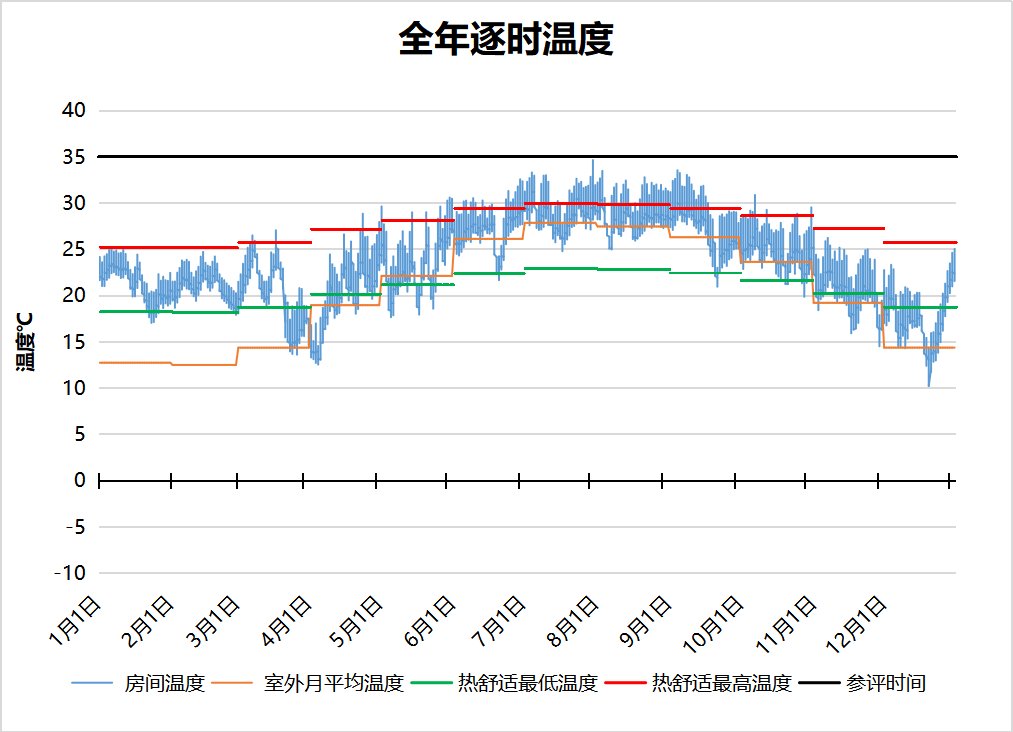 全年逐时温度
40
35
30
25
20
15
10
5
0
-5
-10
温度℃
1月1日
2月1日
3月1日
4月1日
5月1日
6月1日
7月1日
8月1日
9月1日
10月1日
11月1日
12月1日
房间温度 室外月平均温度 热舒适最低温度 热舒适最高温度 参评时间